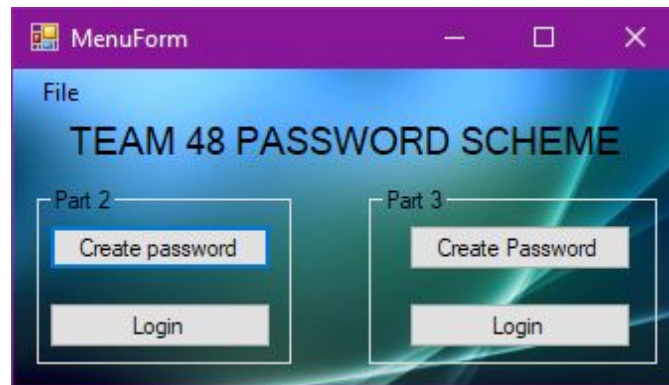 MenuForm
File
TEAM 48 PASSWORD SCHEME
Part 2
Create password
Login
Part 3
Create Password
Login